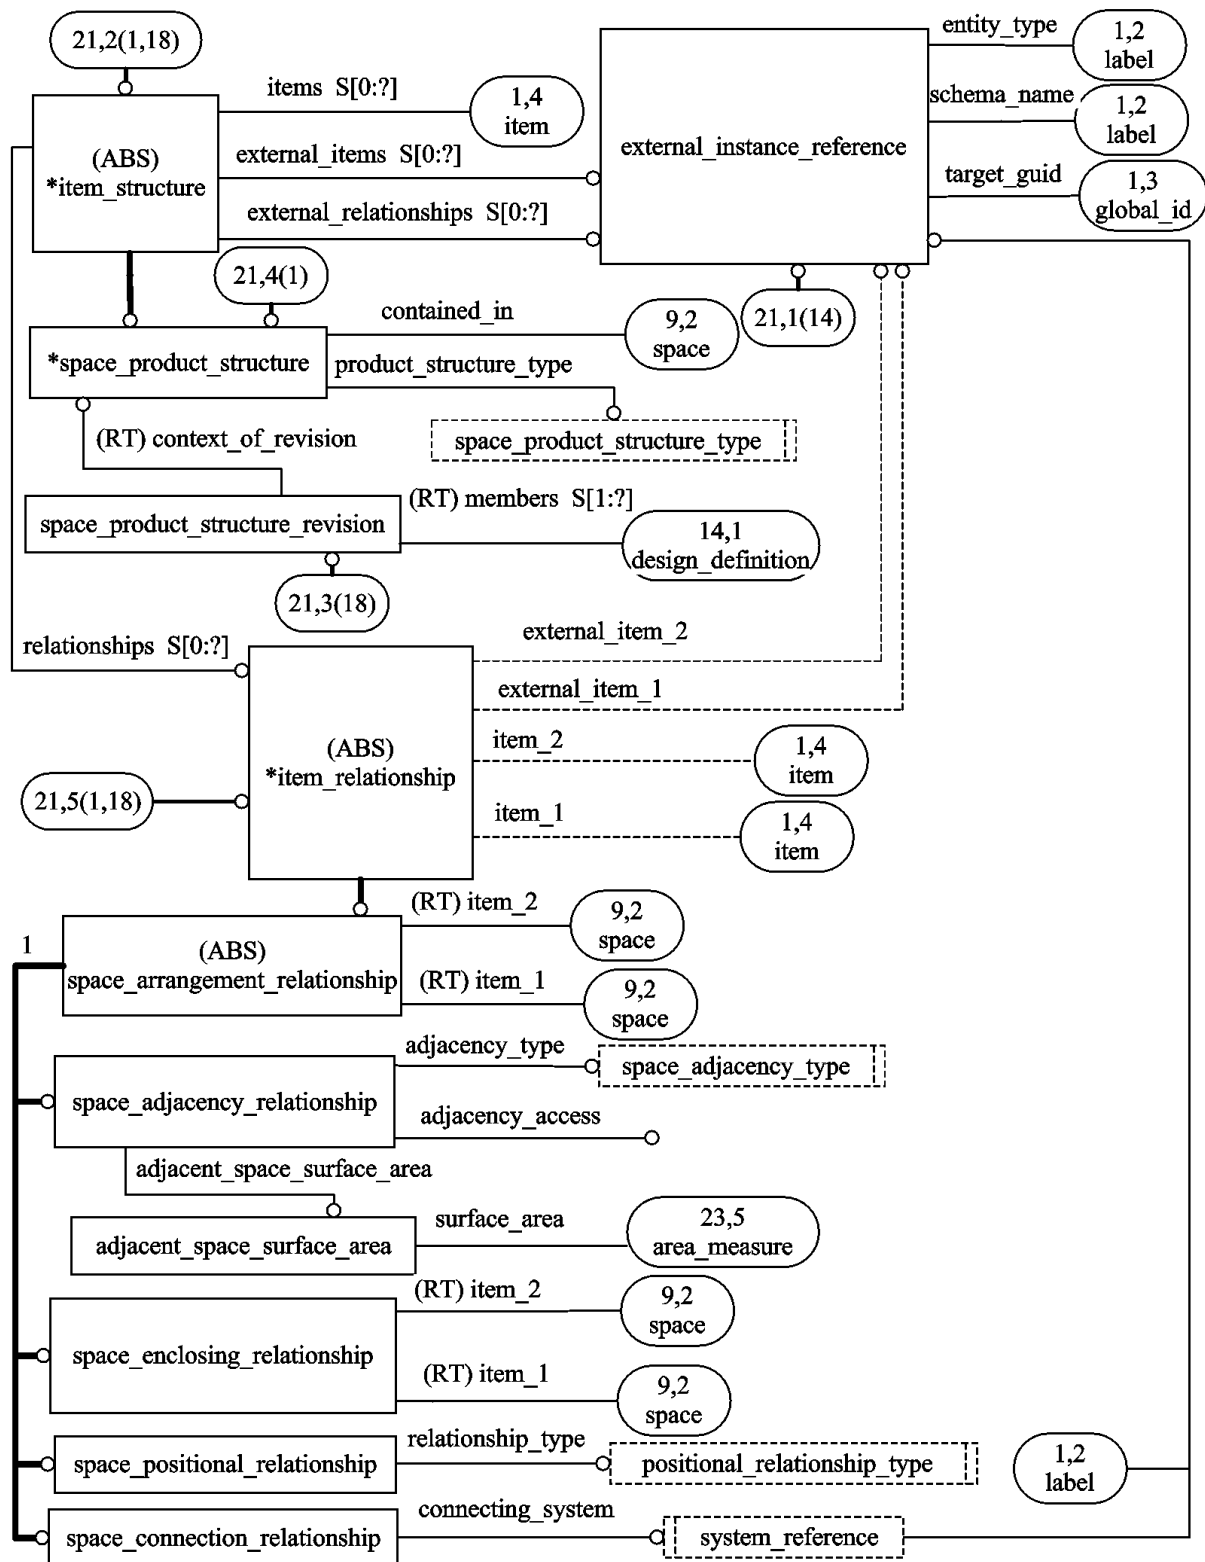 21,2(1,18)
entity_type
1,2
label
items S[0:?]
1,4
item
schema_name
1,2
label
(ABS)
*item_structure
external_items S[0:?]
external_instance_reference
target_guid
1,3
global_id
external_relationships S[0:?]
21,4(1)
21,1(14)
contained_in
9,2
space
*space_product_structure
product_structure_type
space_product_structure_type
(RT) context_of_revision
(RT) members S[1:?]
space_product_structure_revision
14,1
design_definition
21,3(18)
relationships S[0:?]
external_item_2
external_item_1
(ABS)
*item_relationship
item_2
1,4
item
21,5(1,18)
item_1
1,4
item
(RT) item_2
9,2
space
1
(ABS)
space_arrangement_relationship
(RT) item_1
9,2
space
adjacency_type
space_adjacency_type
space_adjacency_relationship
adjacency_access
adjacent_space_surface_area
surface_area
23,5
area_measure
adjacent_space_surface_area
(RT) item_2
9,2
space
space_enclosing_relationship
(RT) item_1
9,2
space
relationship_type
space_positional_relationship
positional_relationship_type
1,2
label
connecting_system
space_connection_relationship
system_reference